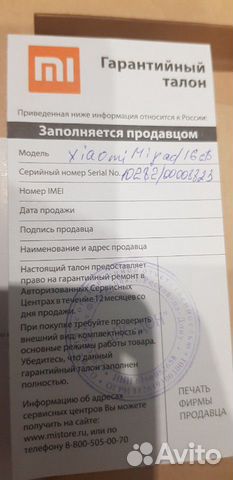 mi
Гарантийный
талон
Приведенная ниже информация относится к России:
Заполняется продавцом
Модель Xiaomi Mi pad/16GB
Серийный номер Serial No.
Номер IMEI
Дата продажи
Подпись продавца
Наименование и адрес продавца
Настоящий талон предоставляет
право на гарантийный ремонт в
Авторизованных Сервисных
Центрах в течение 12 месяцев со
дня продажи.
При покупке требуйте проверить
внешний вид, комплектность и
основные режимы работы товара.
Убедитесь, что данный
гарантийный талон заполнен
полностью.
Информацию об адресах
сервисных центров Вы можете
получить на сайте:
www.mistore.ru или по
телефону 8-800-505-00-70
ПЕЧАТЬ
ФИРМЫ
ПРОДАВЦА
Avito